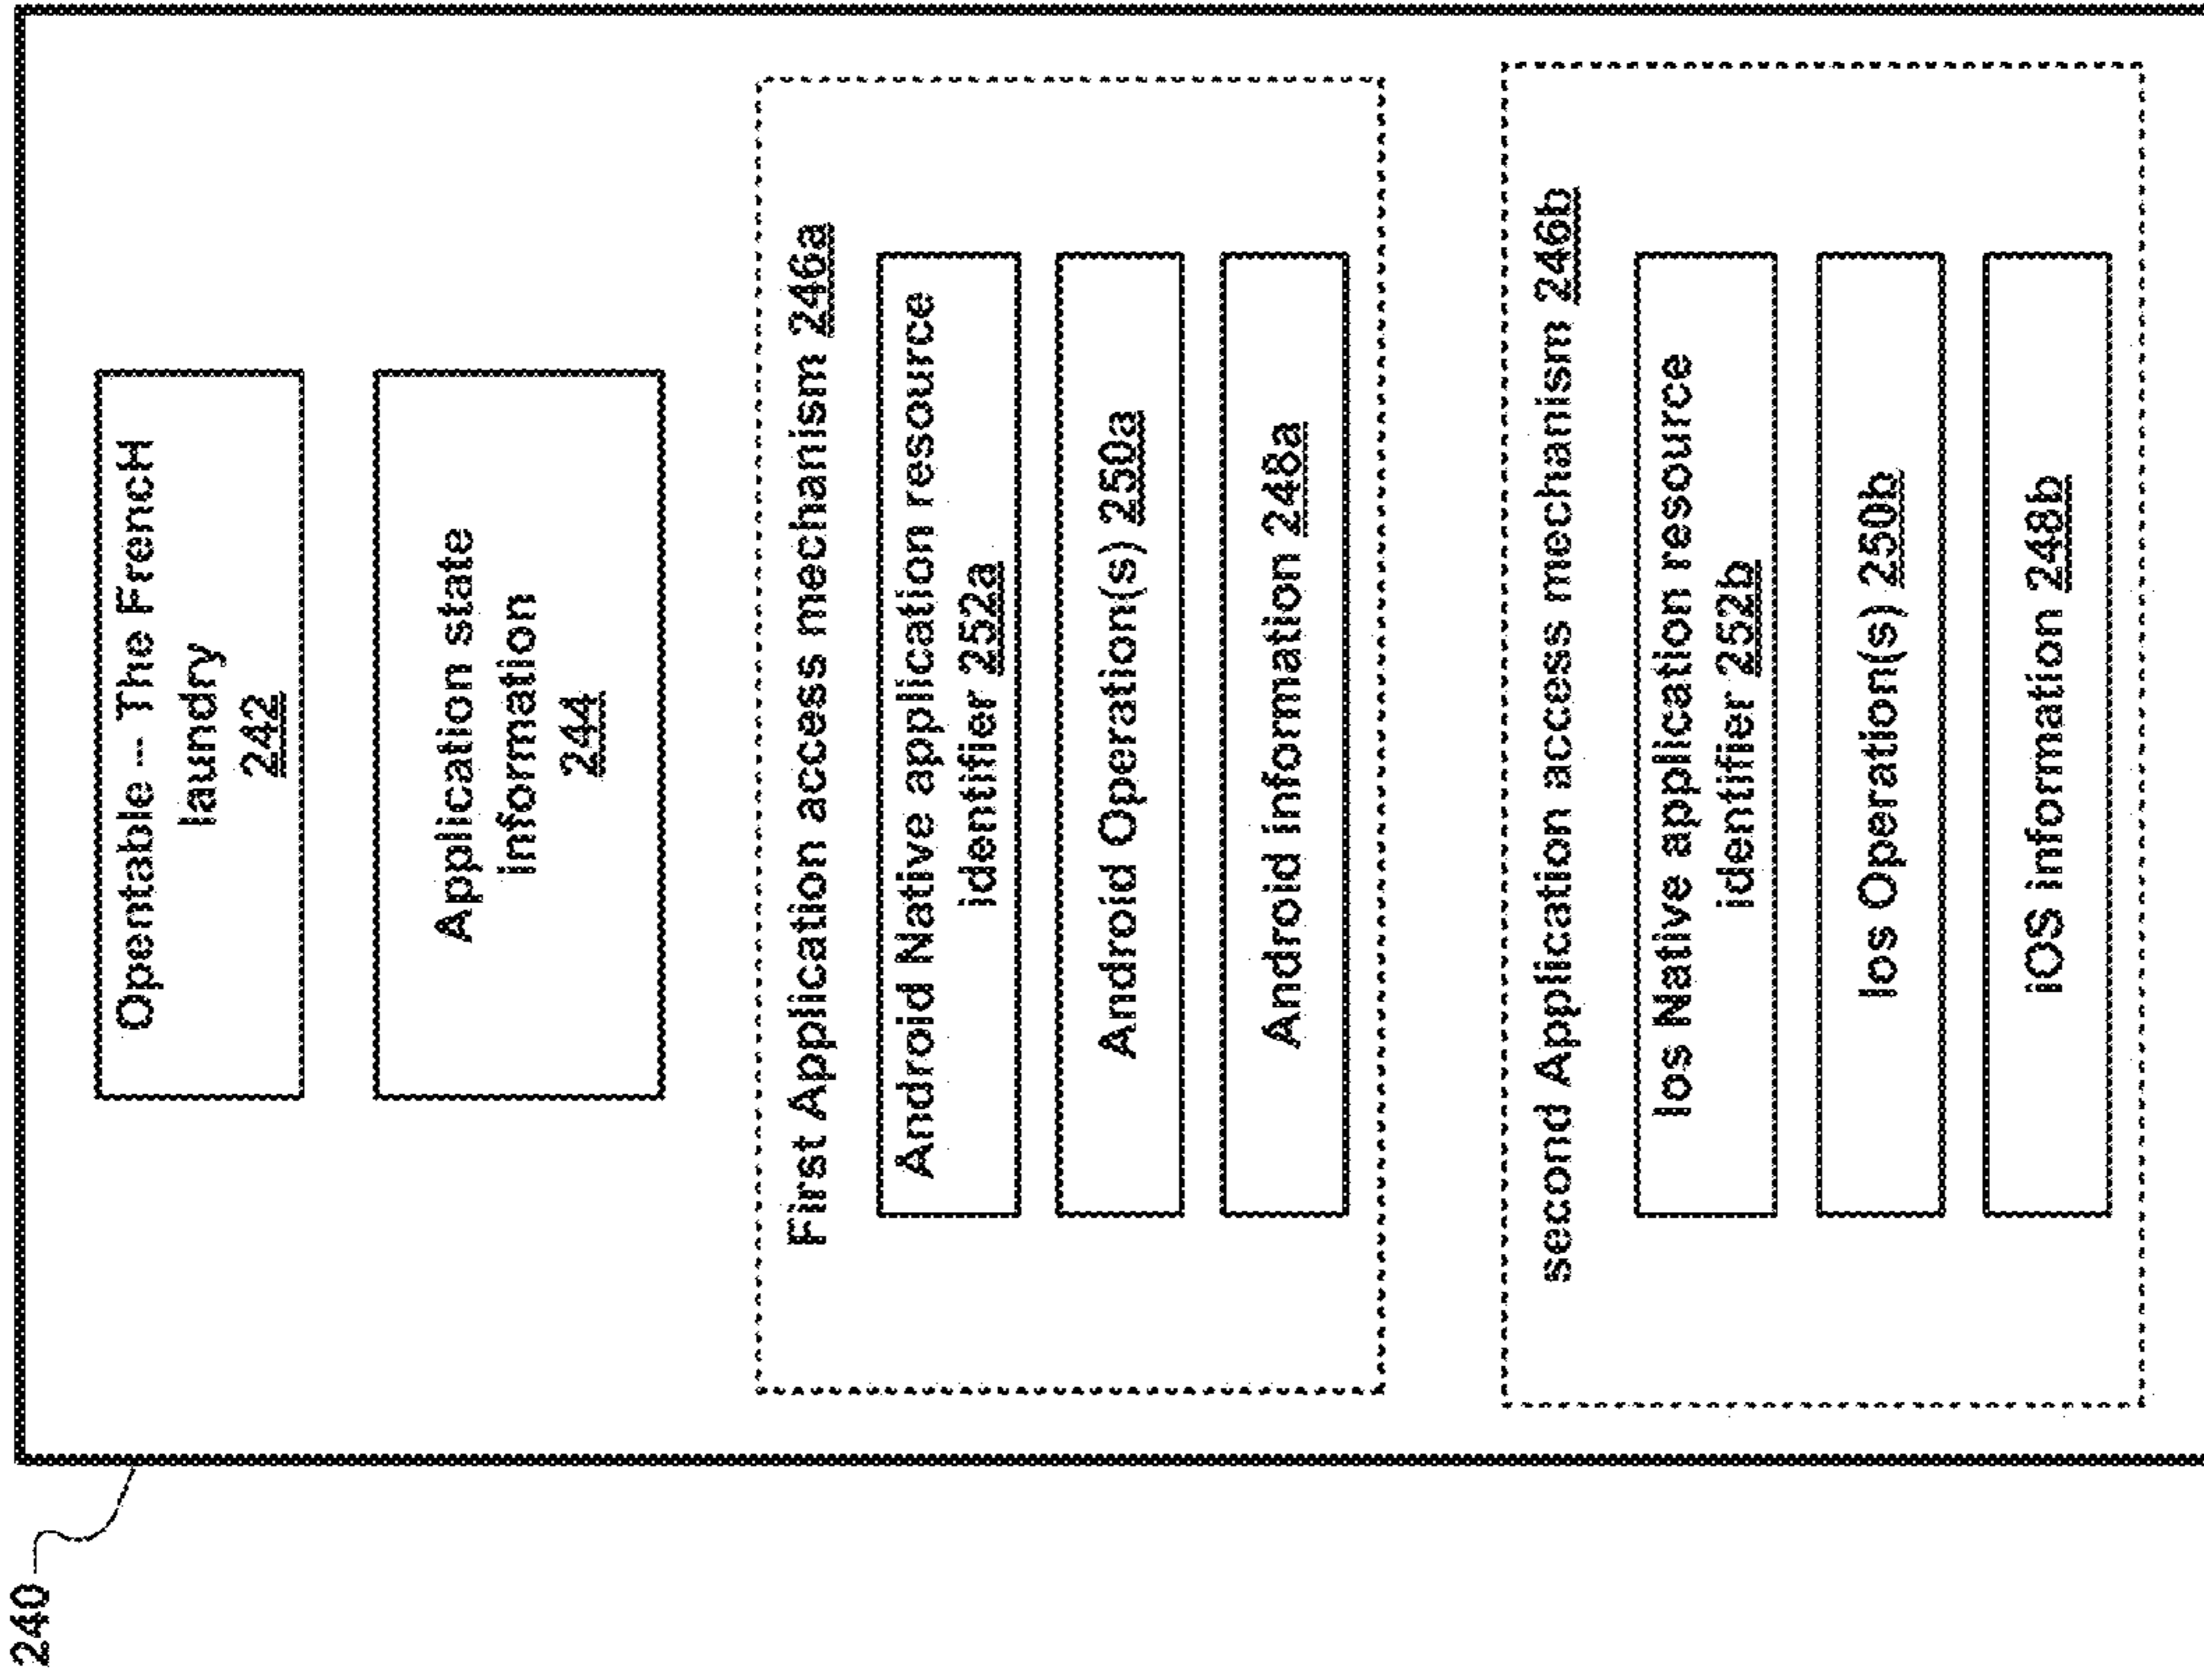 240
Opentable -- The FrencH
laundry
242
Application state
information
244
First Application access mechanism 246a
Android Native application resource
identifier 252a
Android Operation(s) 250a
Android information 248a
second Application access mechanism 246b
Ios Native application resource
identifier 252b
Ios Operation(s) 250b
iOS information 248b